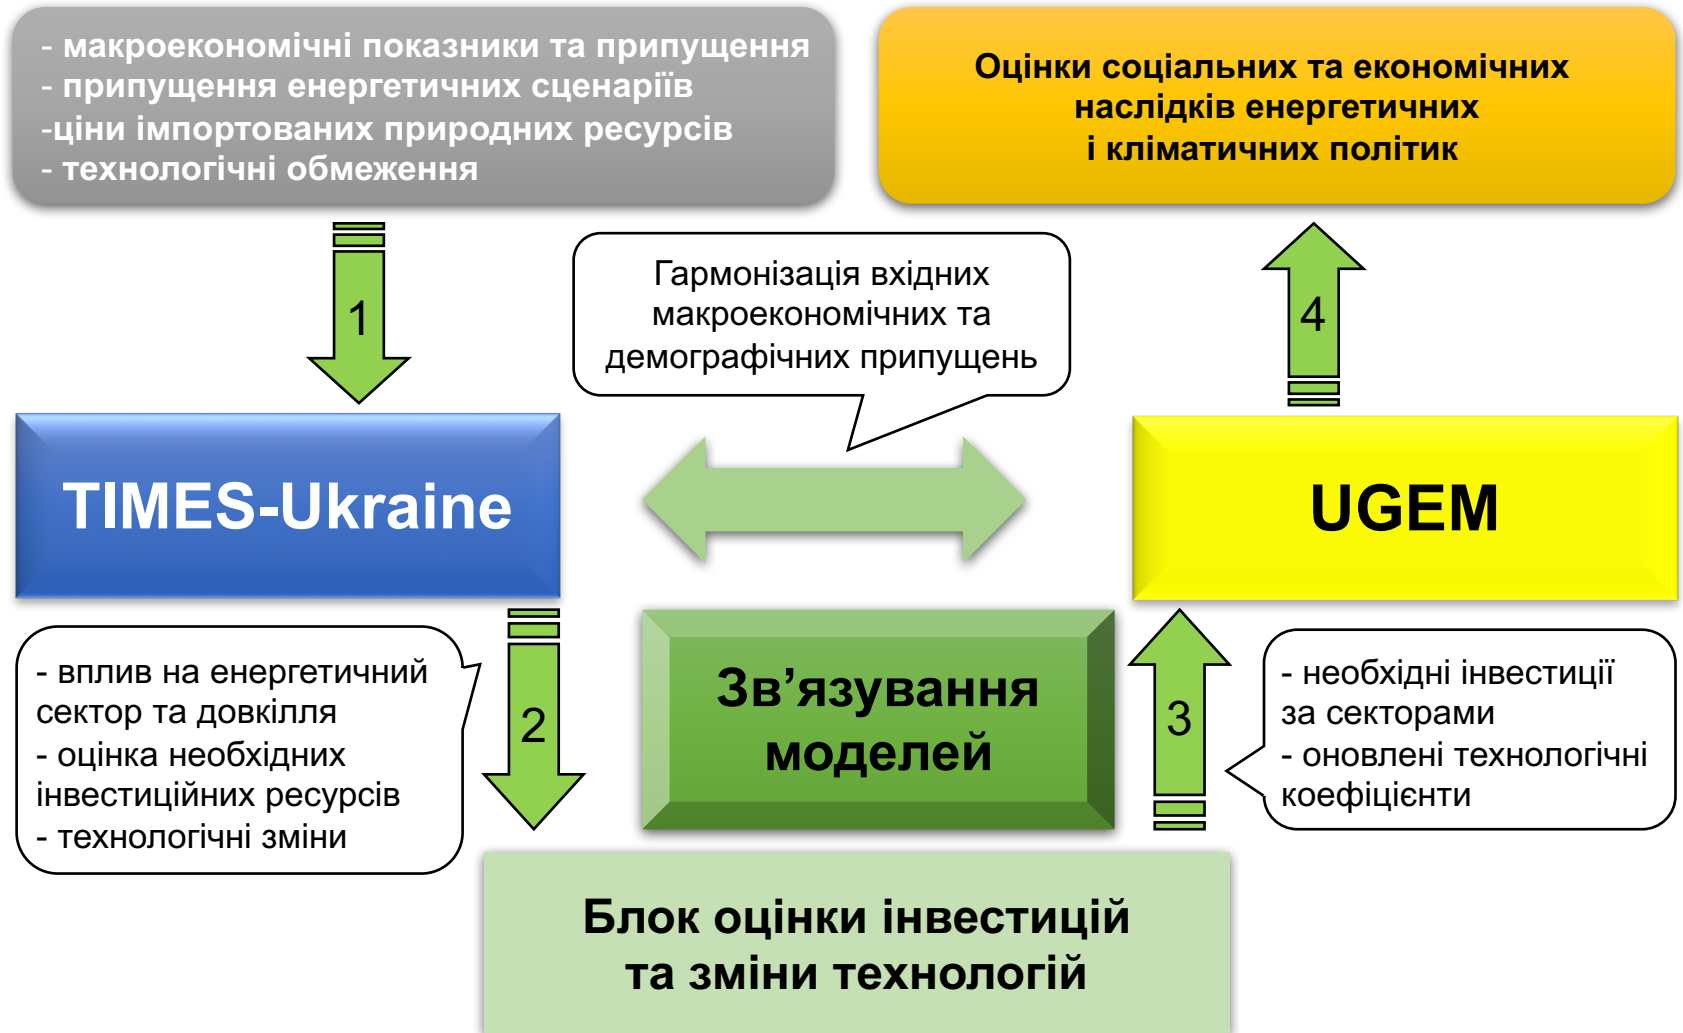 - макроекономічні показники та припущення
- припущення енергетичних сценаріїв
-ціни імпортованих природних ресурсів
- технологічні обмеження
Оцінки соціальних та економічних
наслідків енергетичних
і кліматичних політик
1
Гармонізація вхідних
макроекономічних та
демографічних припущень
4
TIMES-Ukraine
UGEM
- вплив на енергетичний
сектор та довкілля
- оцінка необхідних
інвестиційних ресурсів
- технологічні зміни
2
Зв’язування
моделей
3
- необхідні інвестиції
за секторами
- оновлені технологічні
коефіцієнти
Блок оцінки інвестицій
та зміни технологій